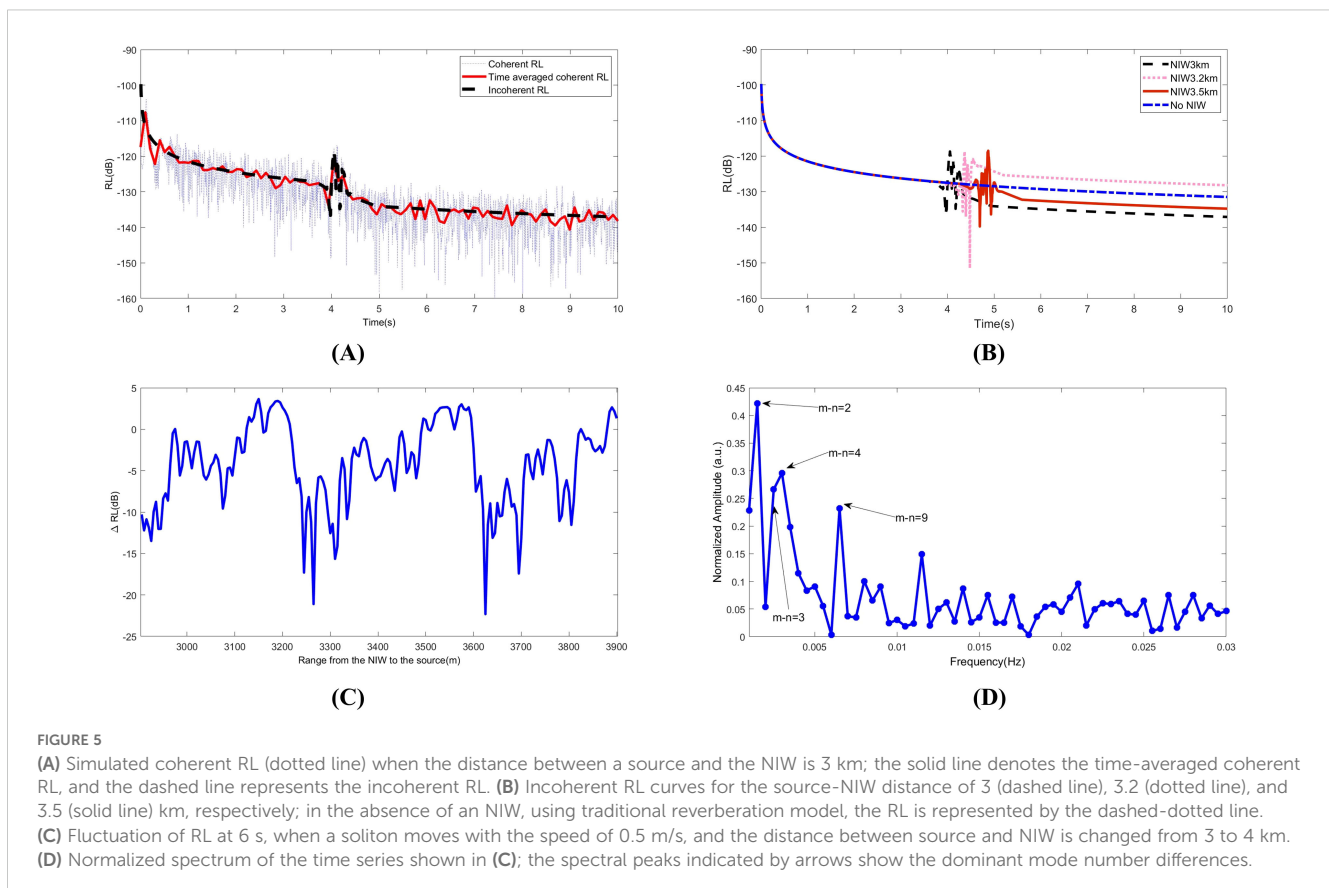 -90
-100
-110
-120
-130
-140
-150
-160
RL(dB)
0 1 2 3 4 5 6 7 8 9 10
Time(s)
Coherent RL
Time averaged coherent RL
Incoherent RL
(A)
-90
-100
-110
-120
-130
-140
-150
-160
RL(dB)
0 1 2 3 4 5 6 7 8 9 10
Time(s)
NIW3km
NIW3.2km
NIW3.5km
No NIW
(B)
5
0
-5
-10
-15
-20
-25
Δ RL(dB)
3000 3100 3200 3300 3400 3500 3600 3700 3800 3900
Range from the NIW to the source(m)
(C)
0.45
0.4
0.35
0.3
0.25
0.2
0.15
0.1
0.05
0
Normalized Amplitude (a.u.)
m-n=2
m-n=4
m-n=9
m-n=3
0.005 0.01 0.015 0.02 0.025 0.03
Frequency(Hz)
(D)
FIGURE 5
(A) Simulated coherent RL (dotted line) when the distance between a source and the NIW is 3 km; the solid line denotes the time-averaged coherent
RL, and the dashed line represents the incoherent RL. (B) Incoherent RL curves for the source-NIW distance of 3 (dashed line), 3.2 (dotted line), and
3.5 (solid line) km, respectively; in the absence of an NIW, using traditional reverberation model, the RL is represented by the dashed-dotted line.
(C) Fluctuation of RL at 6 s, when a soliton moves with the speed of 0.5 m/s, and the distance between source and NIW is changed from 3 to 4 km.
(D) Normalized spectrum of the time series shown in (C); the spectral peaks indicated by arrows show the dominant mode number differences.